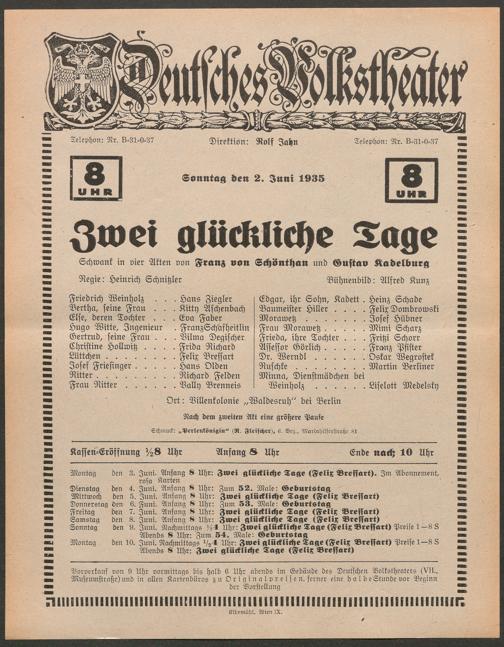 Deutsches Volkstheater
Telephon: Nr. B-31-0-37 Direktion: Rolf Jahn Telephon: Nr. B-31-0-37
8 UHR Sonntag den 2. Juni 1935 8 UHR
Zwei glückliche Tage
Schwank in vier Akten von Franz von Schönthan und Gustav Kadelburg
Regie: Heinrich Schnitzler Bühnenbild: Alfred Kunz
Friedrich Weinholz . . . Hans Ziegler
Bertha, seine Frau . . . Kitty Aschenbach
Else, deren Tochter . . . Eva Faber
Hugo Witte, Ingenieur . Franz Schafheitlin
Gertrud, seine Frau . . . Vilma Degischer
Christine Hollwitz . . . . Frida Richard
Lüttchen . . . . . Felix Bressart
Josef Friesinger . . . . Hans Olden
Ritter . . . . . . Richard Felden
Frau Ritter . . . . . Bally Brenneis
Edgar, ihr Sohn, Kadett . Heinz Schade
Baumeister Hiller . . . . Felix Dombrowski
Morawetz . . . . . Josef Hübner
Frau Morawetz . . . . Mimi Scharz
Frieda, ihre Tochter . . . Fritzi Schorr
Assessor Görlich . . . . Franz Pfister
Dr. Werndl . . . . . Oskar Wegrostek
Ruschke . . . . . Martin Berliner
Minna, Dienstmädchen bei
Weinholz . . . . . Liselott Medelsky
Ort: Villenkolonie „Waldesruh" bei Berlin
Nach dem zweiten Akt eine größere Pause
Schmuck: „Perlenkönigin" (R. Fleischer), 6. Bez., Mariahilferstraße 81
Kassen-Eröffnung ½8 Uhr Anfang 8 Uhr Ende nach 10 Uhr
Montag den 3. Juni. Anfang 8 Uhr: Zwei glückliche Tage (Felix Bressart). Im Abonnement,
rosa Karten
Dienstag den 4. Juni. Anfang 8 Uhr: Zum 52. Male: Geburtstag
Mittwoch den 5. Juni. Anfang 8 Uhr: Zwei glückliche Tage (Felix Bressart)
Donnerstag den 6. Juni. Anfang 8 Uhr: Zum 53. Male: Geburtstag
Freitag den 7. Juni. Anfang 8 Uhr: Zwei glückliche Tage (Felix Bressart)
Samstag den 8. Juni. Anfang 8 Uhr: Zwei glückliche Tage (Felix Bressart)
Sonntag den 9. Juni. Nachmittags Uhr: Zwei glückliche Tage (Felix Bressart) Preise 1–8 S
Abends 8 Uhr: Zum 54. Male: Geburtstag
Montag den 10. Juni. Nachmittags Uhr: Zwei glückliche Tage (Felix Bressart) Preise 1–8 S
Abends 8 Uhr: Zwei glückliche Tage (Felix Bressart)
Vorverkauf von 9 Uhr vormittags bis halb 6 Uhr abends im Gebäude des Deutschen Volkstheaters (VII.,
Museumstraße) und in allen Kartenbüros zu Originalpreisen, ferner eine halbe Stunde vor Beginn
der Vorstellung
Elbemühl, Wien IX.